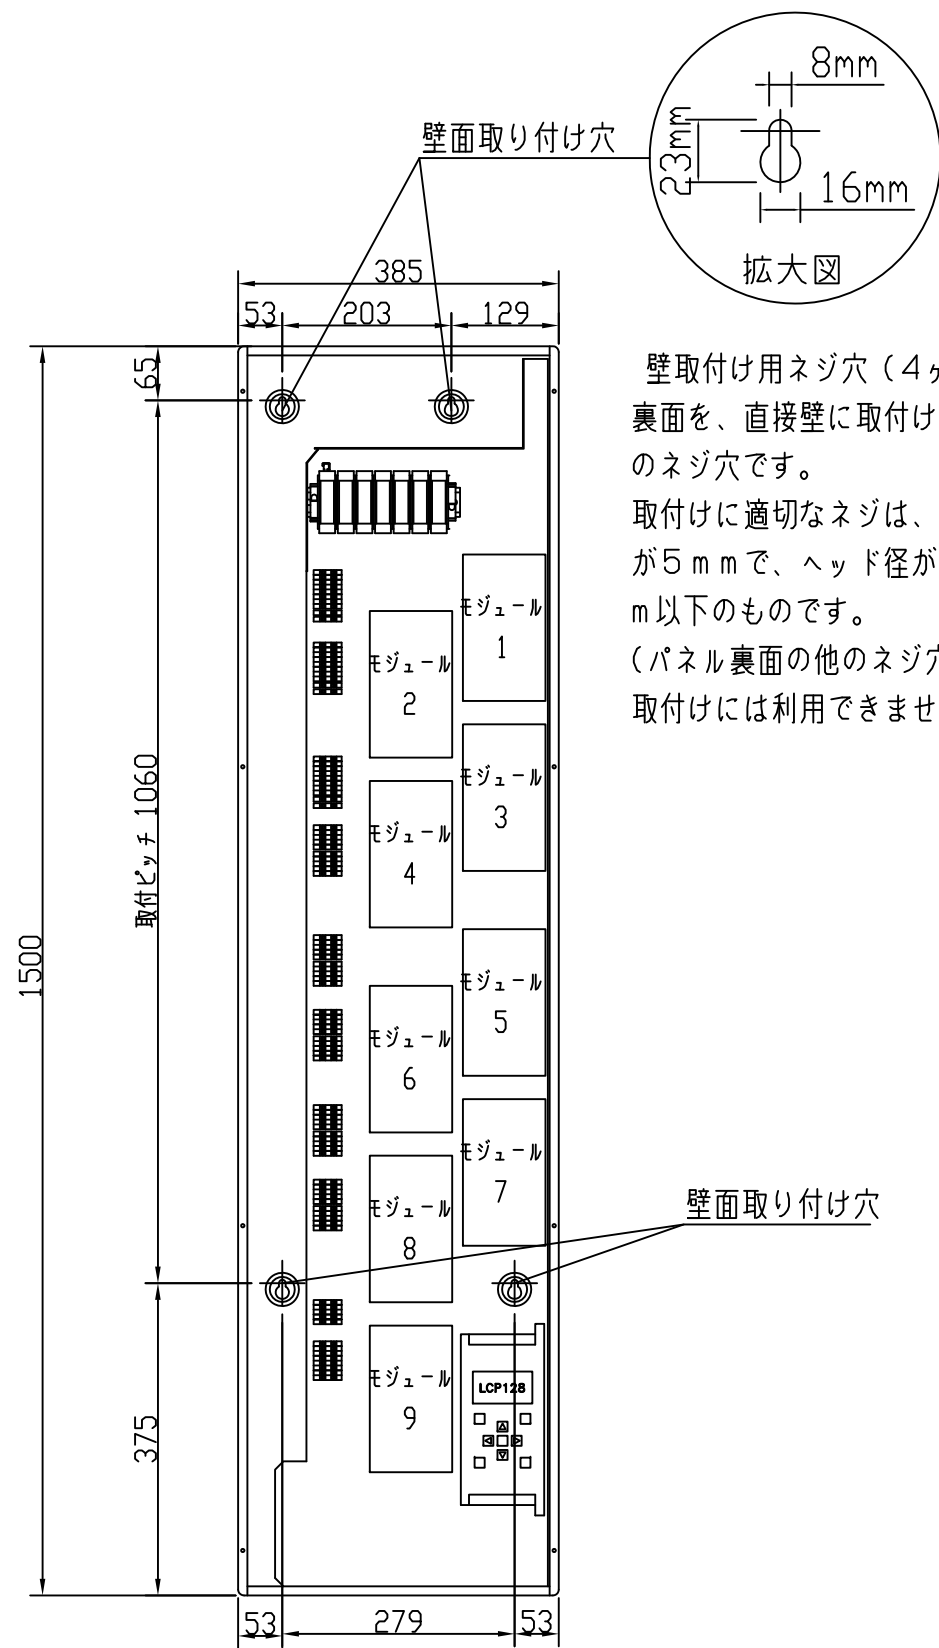 8mm
23mm
16mm
拡大図
壁面取り付け穴
385
53
203
129
65
壁取付け用ネジ穴（4ヶ
裏面を、直接壁に取付け
のネジ穴です。
取付けに適切なネジは、
が5mmで、ヘッド径が
m以下のものです。
（パネル裏面の他のネジ穴
取付けには利用できませ
モジュール
1
モジュール
2
モジュール
3
モジュール
4
モジュール
5
モジュール
6
モジュール
7
モジュール
8
モジュール
9
取付ピッチ 1060
1500
壁面取り付け穴
375
LCP128
53
279
53